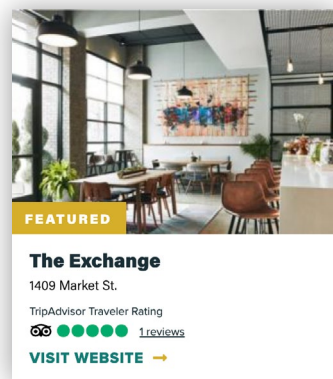 FEATURED
The Exchange
1409 Market St.
TripAdvisor Traveler Rating
1 reviews
VISIT WEBSITE →